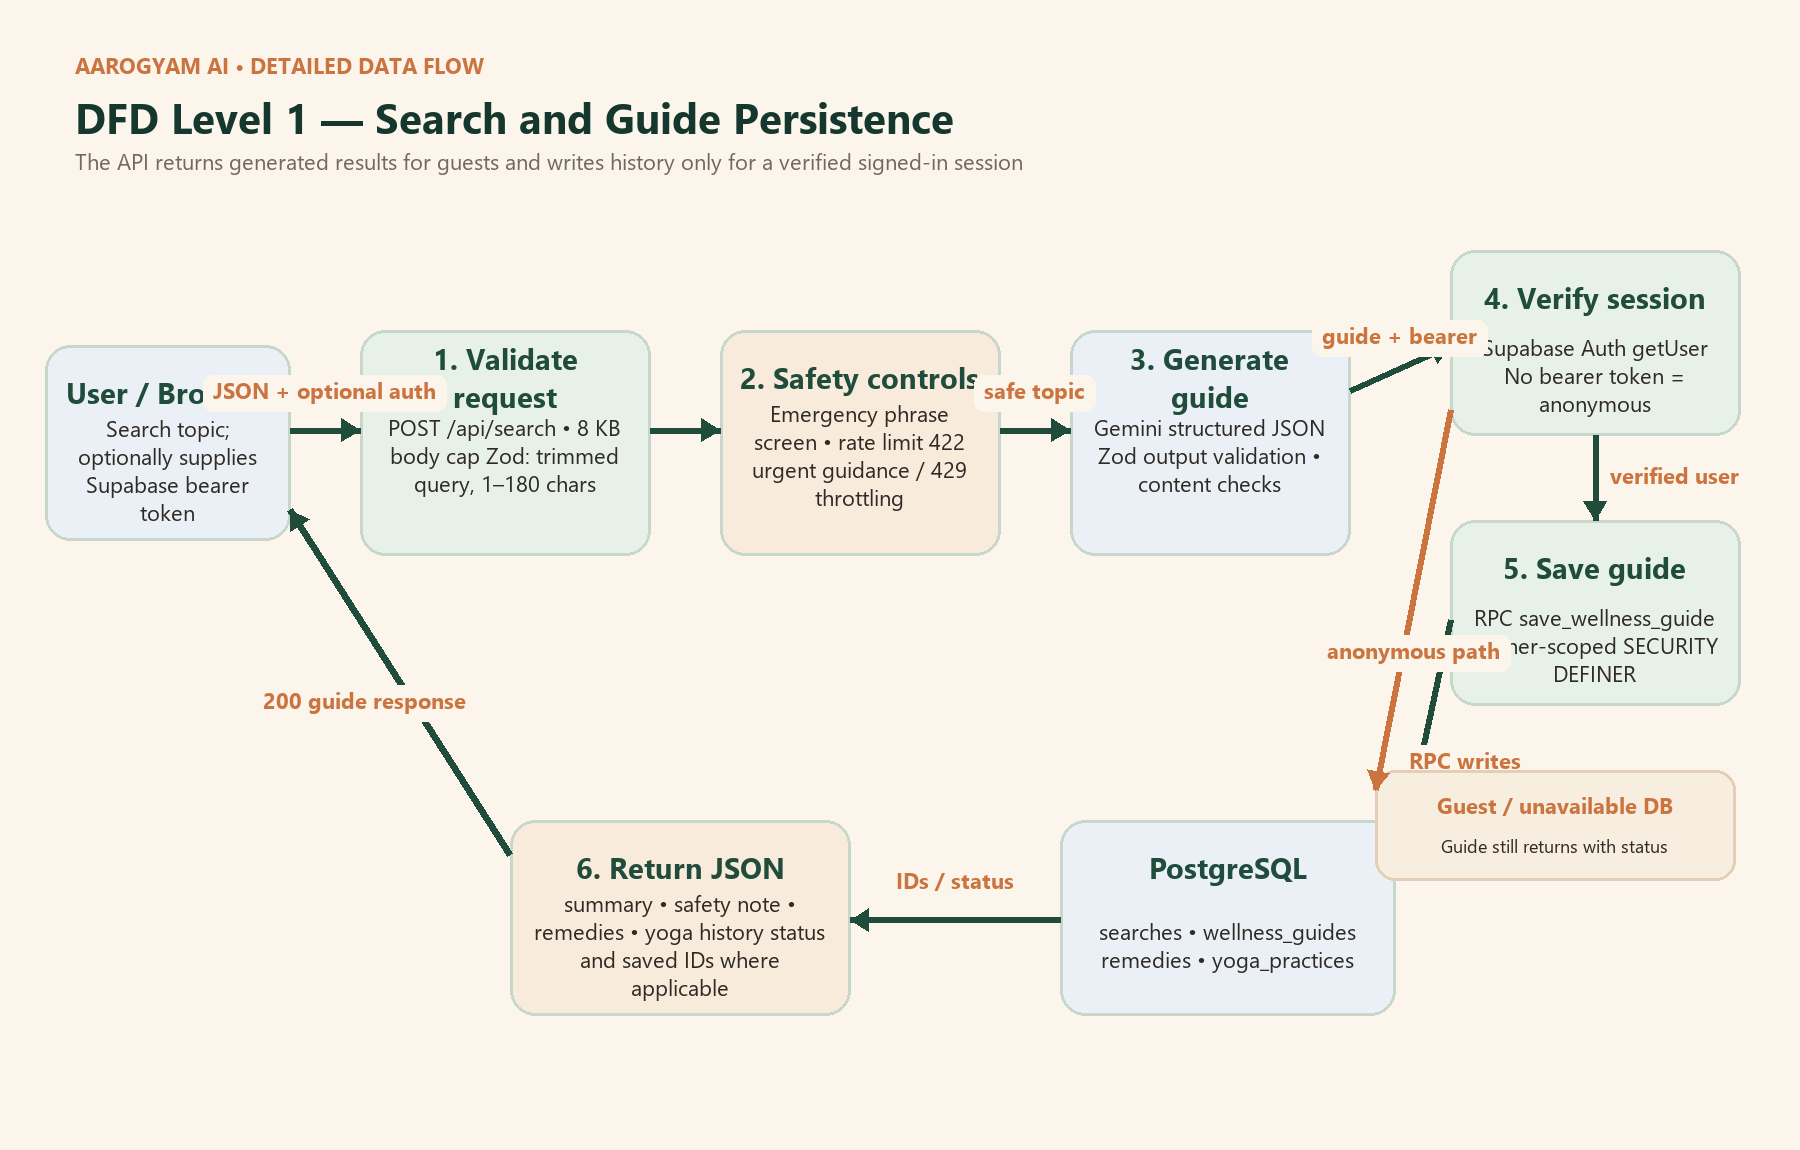 AAROGYAM AI • DETAILED DATA FLOW
DFD Level 1 — Search and Guide Persistence
The API returns generated results for guests and writes history only for a verified signed-in session
User / Bro
Search topic;
optionally supplies
Supabase bearer
token
JSON + optional auth
1. Validate
request
POST /api/search • 8 KB
body cap Zod: trimmed
query, 1–180 chars
2. Safety controls
Emergency phrase
screen • rate limit 422
urgent guidance / 429
throttling
safe topic
3. Generate
guide
Gemini structured JSON
Zod output validation •
content checks
guide + bearer
4. Verify session
Supabase Auth getUser
No bearer token =
anonymous
verified user
5. Save guide
RPC save_wellness_guide
ner-scoped SECURITY
DEFINER
anonymous path
RPC writes
Guest / unavailable DB
Guide still returns with status
PostgreSQL
searches • wellness_guides
remedies • yoga_practices
IDs / status
6. Return JSON
summary • safety note •
remedies • yoga history status
and saved IDs where
applicable
200 guide response